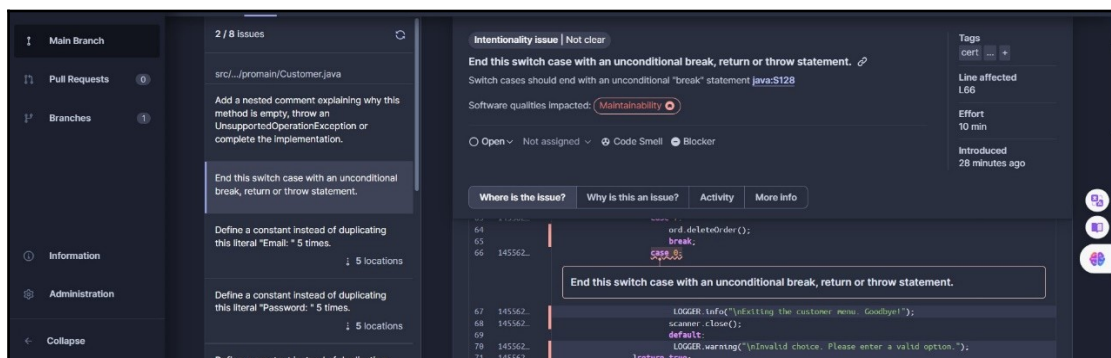 Main Branch
Pull Requests 0
Branches 1
Information
Administration
Collapse
2 / 8 issues
src/.../promain/Customer.java
Add a nested comment explaining why this
method is empty, throw an
UnsupportedOperationException or
complete the implementation.
End this switch case with an unconditional
break, return or throw statement.
Define a constant instead of duplicating
this literal "Email: " 5 times.
5 locations
Define a constant instead of duplicating
this literal "Password: " 5 times.
5 locations
Intentionality issue | Not clear
End this switch case with an unconditional break, return or throw statement.
Switch cases should end with an unconditional "break" statement java:S128
Software qualities impacted: Maintainability
Open Not assigned Code Smell Blocker
Tags
cert ... +
Line affected
L66
Effort
10 min
Introduced
28 minutes ago
Where is the issue? Why is this an issue? Activity More info
64 ord.deleteOrder();
65 break;
66 145562… case 0:
End this switch case with an unconditional break, return or throw statement.
67 145562… LOGGER.info("\nExiting the customer menu. Goodbye!");
68 145562… scanner.close();
69 default:
70 145562… LOGGER.warning("\nInvalid choice. Please enter a valid option.");